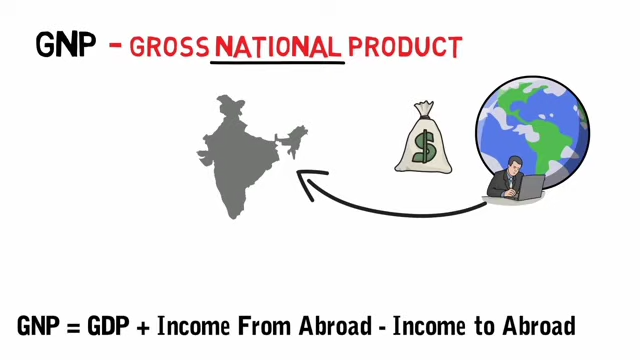 GNP - GROSS NATIONAL PRODUCT
$
GNP = GDP + Income From Abroad - Income to Abroad